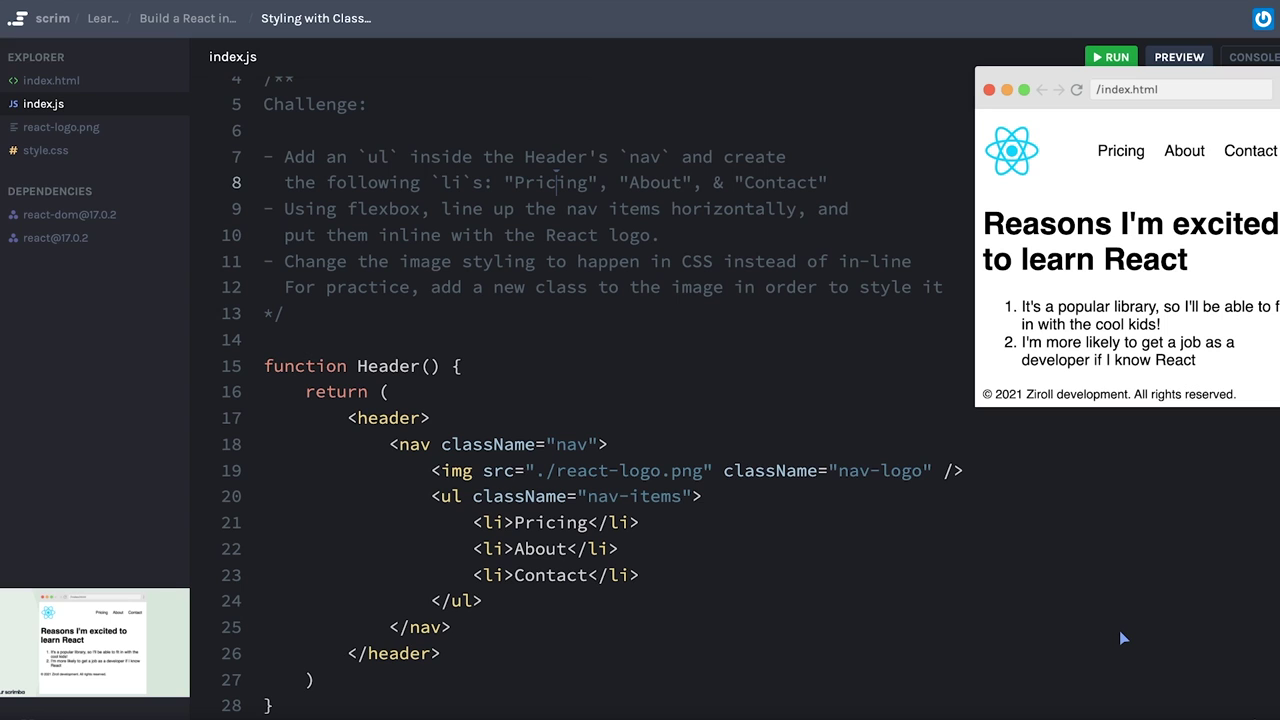 scrim / Lear... / Build a React in... / Styling with Class...
EXPLORER
index.html
index.js
react-logo.png
style.css
DEPENDENCIES
react-dom@17.0.2
react@17.0.2
index.js
RUN PREVIEW CONSOLE
4 /**
5 Challenge:
6
7 - Add an `ul` inside the Header's `nav` and create
8 the following `li`s: "Pricing", "About", & "Contact"
9 - Using flexbox, line up the nav items horizontally, and
10 put them inline with the React logo.
11 - Change the image styling to happen in CSS instead of in-line
12 For practice, add a new class to the image in order to style it
13 */
14
15 function Header() {
16 return (
17 <header>
18 <nav className="nav">
19 <img src="./react-logo.png" className="nav-logo" />
20 <ul className="nav-items">
21 <li>Pricing</li>
22 <li>About</li>
23 <li>Contact</li>
24 </ul>
25 </nav>
26 </header>
27 )
28 }
/index.html
Pricing About Contact
Reasons I'm excited
to learn React
1. It's a popular library, so I'll be able to f
in with the cool kids!
2. I'm more likely to get a job as a
developer if I know React
© 2021 Ziroll development. All rights reserved.
Pricing About Contact
Reasons I'm excited to
learn React
1. It's a popular library, so I'll be able to fit in with the
cool kids!
2. I'm more likely to get a job as a developer if I know
React
© 2021 Ziroll development. All rights reserved.
ur scrimba